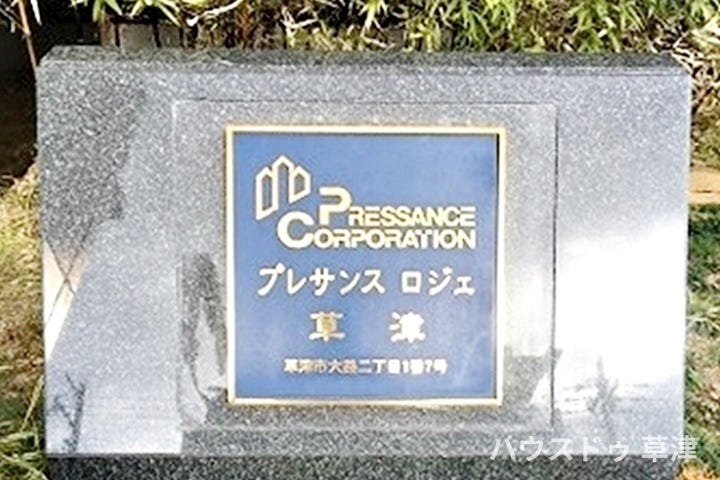 PRESSANCE
CORPORATION
プレサンス ロジェ
草津
草津市大路二丁目1番7号
ハウスドゥ 草津